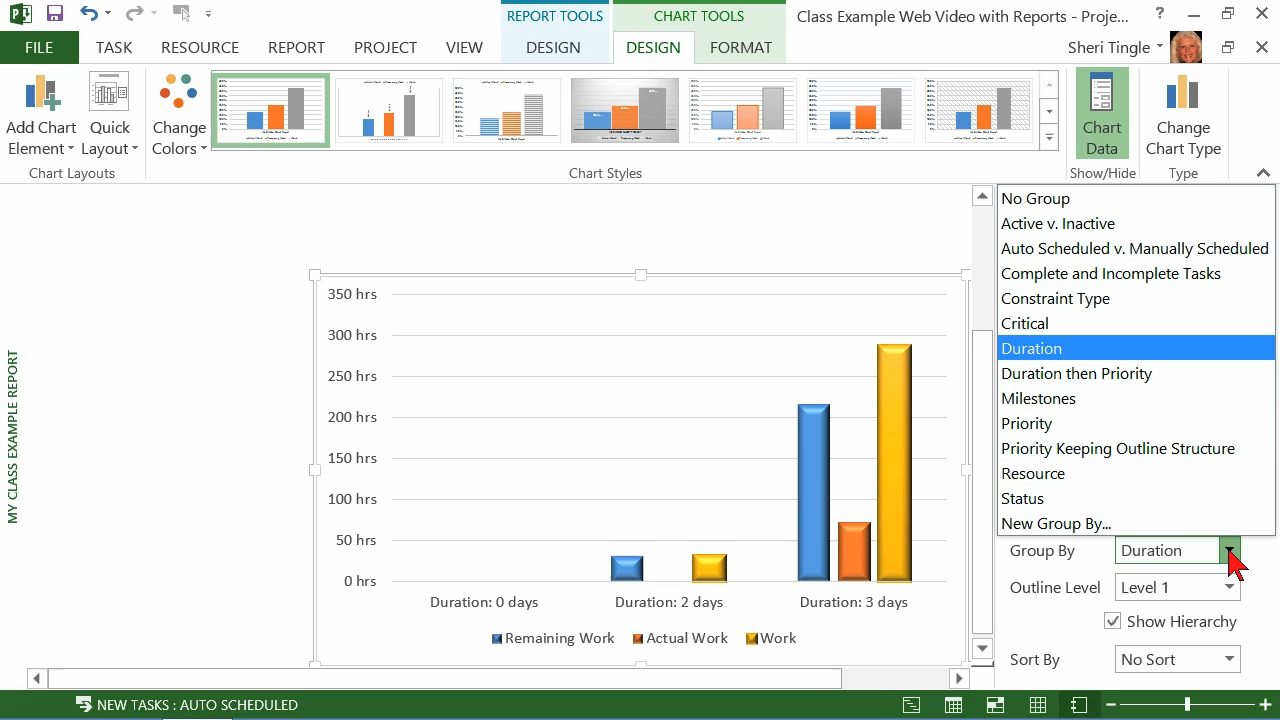 REPORT TOOLS
CHART TOOLS
Class Example Web Video with Reports - Proje...
?
FILE
TASK
RESOURCE
REPORT
PROJECT
VIEW
DESIGN
DESIGN
FORMAT
Sheri Tingle
Add Chart
Element
Quick
Layout
Change
Colors
Chart
Data
Change
Chart Type
Chart Layouts
Chart Styles
Show/Hide
Type
MY CLASS EXAMPLE REPORT
350 hrs
300 hrs
250 hrs
200 hrs
150 hrs
100 hrs
50 hrs
0 hrs
Duration: 0 days
Duration: 2 days
Duration: 3 days
Remaining Work
Actual Work
Work
No Group
Active v. Inactive
Auto Scheduled v. Manually Scheduled
Complete and Incomplete Tasks
Constraint Type
Critical
Duration
Duration then Priority
Milestones
Priority
Priority Keeping Outline Structure
Resource
Status
New Group By...
Group By
Duration
Outline Level
Level 1
Show Hierarchy
Sort By
No Sort
NEW TASKS : AUTO SCHEDULED